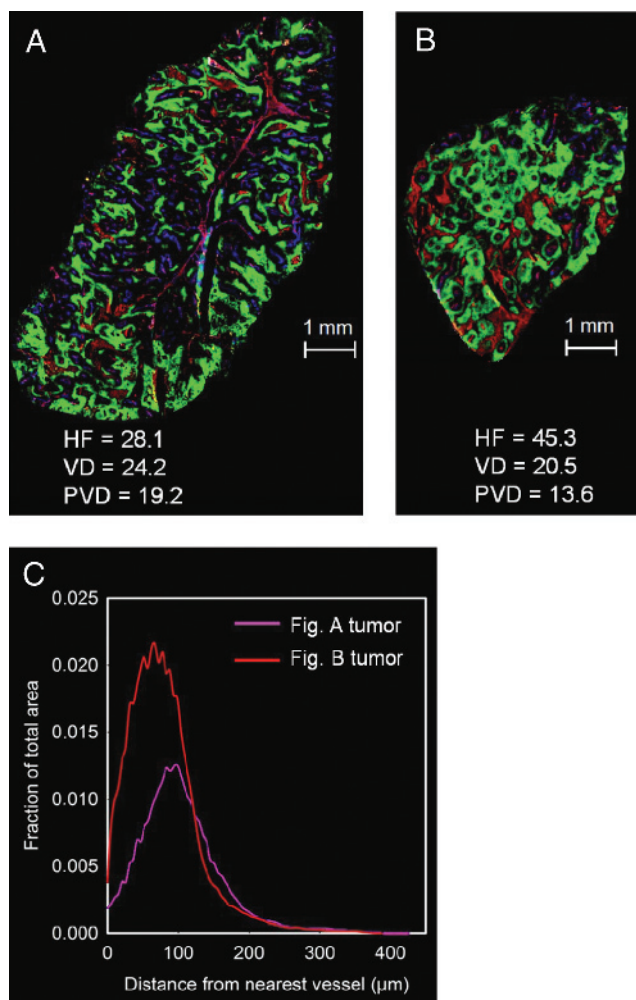 A
1 mm
HF = 28.1
VD = 24.2
PVD = 19.2
B
1 mm
HF = 45.3
VD = 20.5
PVD = 13.6
C
Fig. A tumor
Fig. B tumor
Fraction of total area
0.025
0.020
0.015
0.010
0.005
0.000
0 100 200 300 400
Distance from nearest vessel (µm)